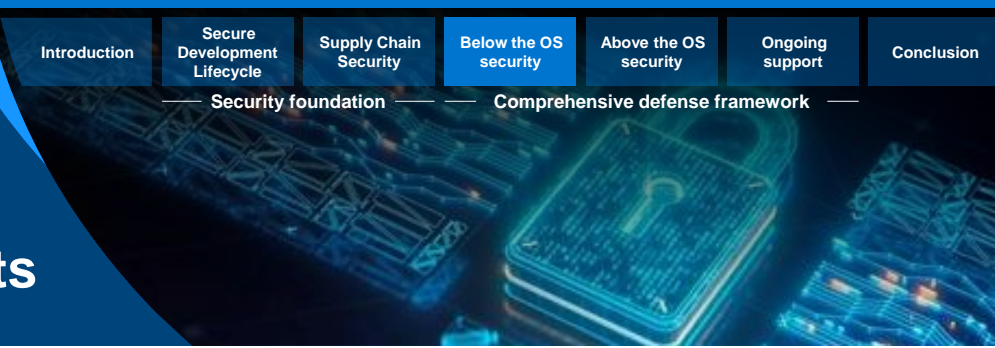 Introduction
Secure
Development
Lifecycle
Supply Chain
Security
Below the OS
security
Above the OS
security
Ongoing
support
Conclusion
Security foundation
Comprehensive defense framework
ts